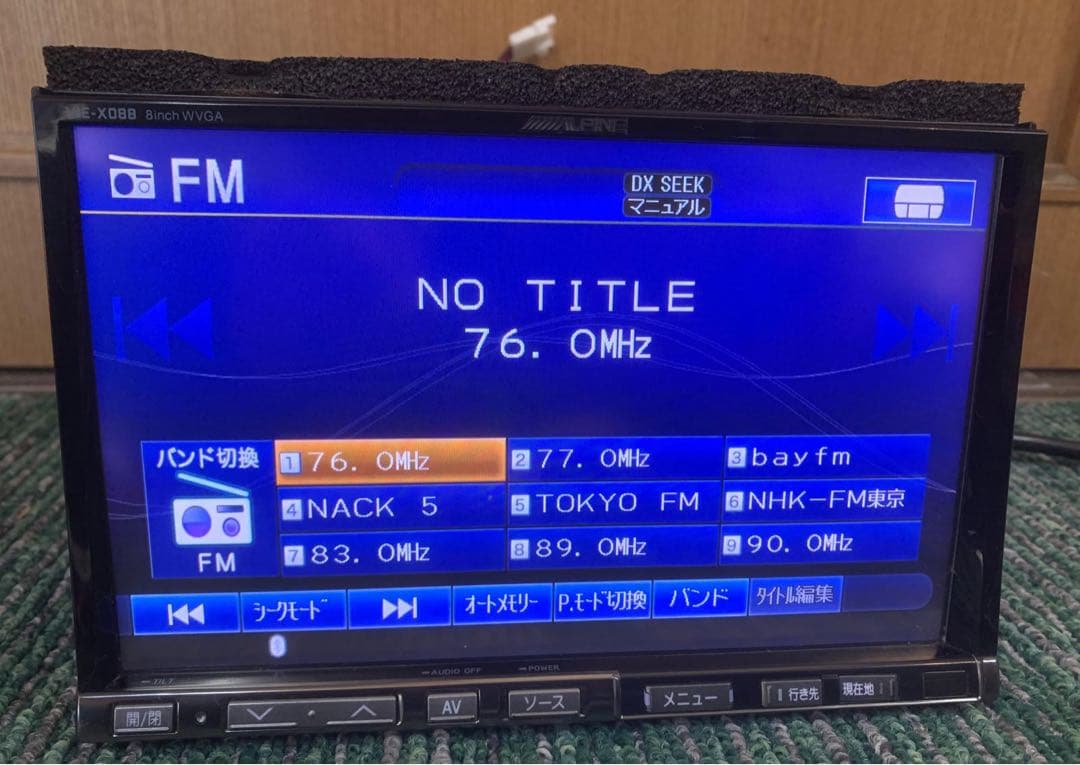 E-X088 8inch WVGA
ALPINE
FM
DX SEEK
マニュアル
NO TITLE
76. 0MHz
バンド切換
FM
1 76. 0MHz
2 77. 0MHz
3 bayfm
4 NACK 5
5 TOKYO FM
6 NHK-FM東京
7 83. 0MHz
8 89. 0MHz
9 90. 0MHz
シークモード
オートメモリー
P.モード切換
バンド
タイトル編集
TILT
AUDIO OFF
POWER
開/閉
AV
ソース
メニュー
行き先
現在地